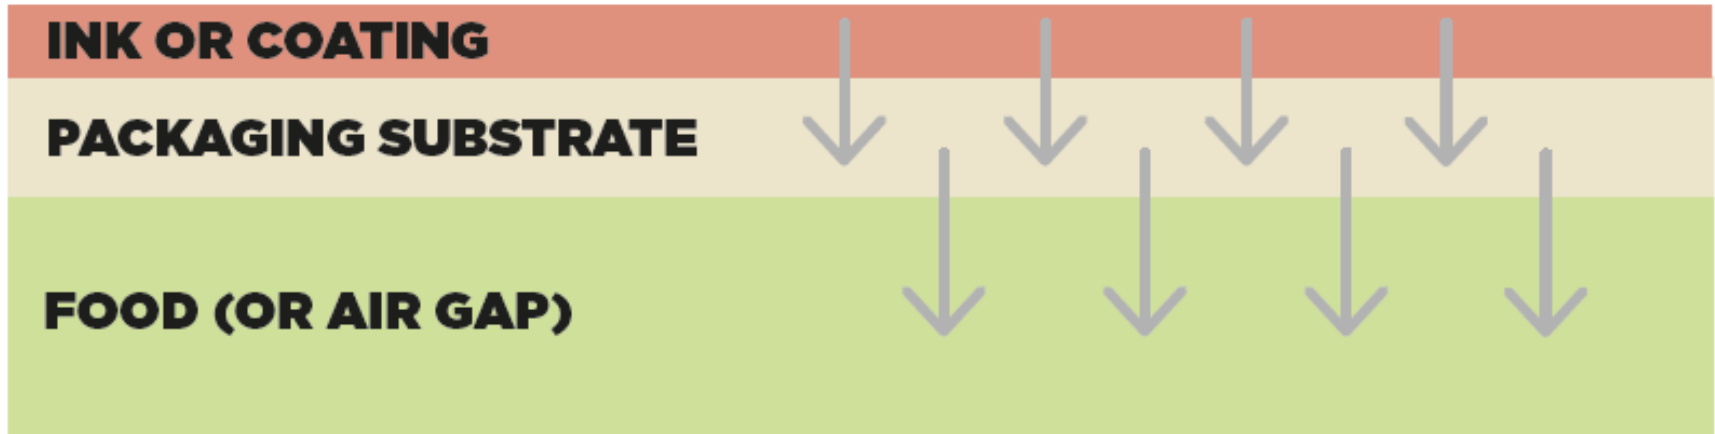 INK OR COATING
PACKAGING SUBSTRATE
FOOD (OR AIR GAP)